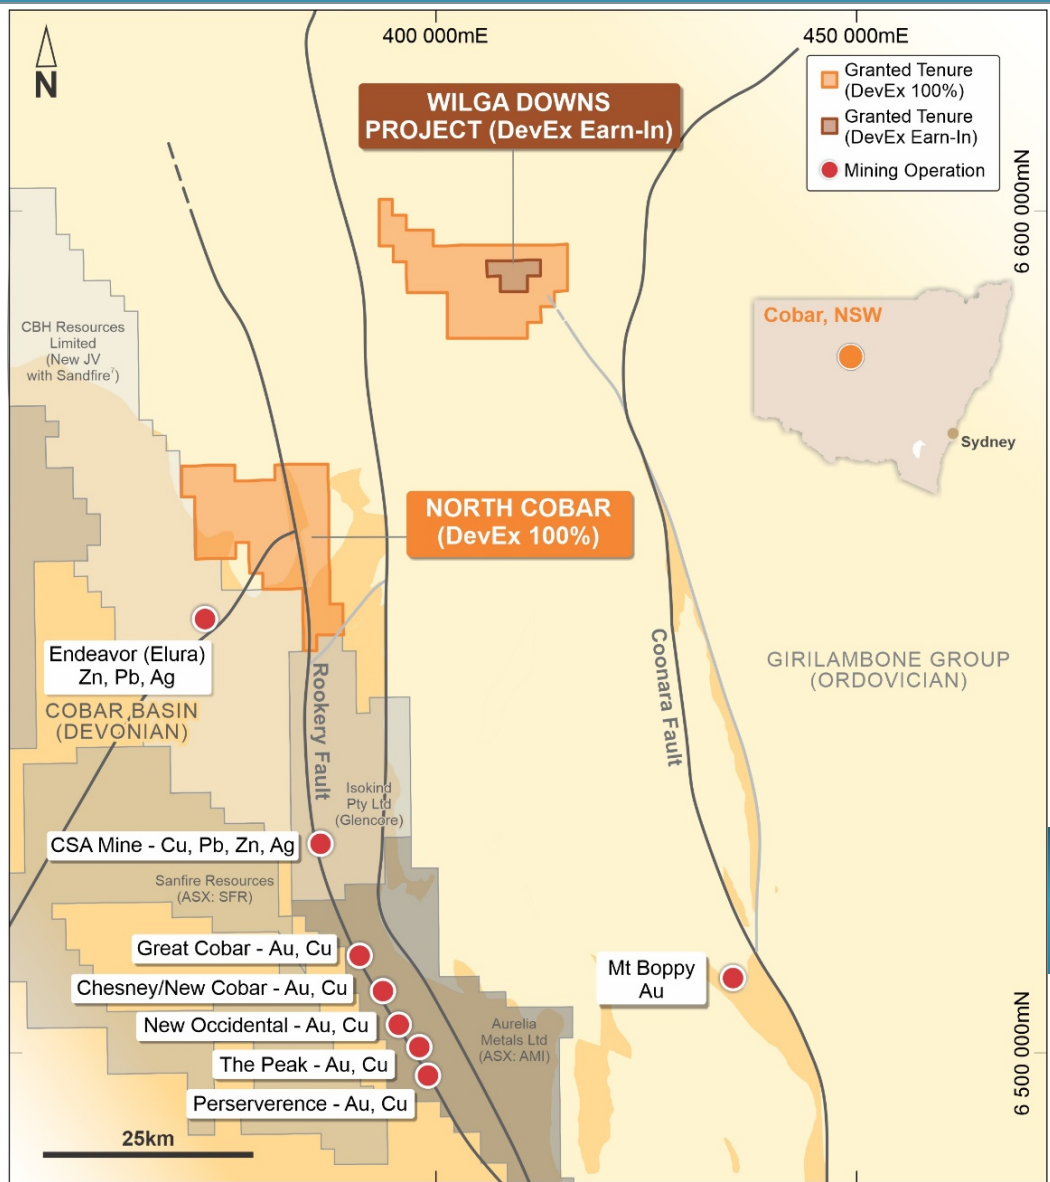 400 000mE
450 000mE
N
WILGA DOWNS
PROJECT (DevEx Earn-In)
Granted Tenure
(DevEx 100%)
Granted Tenure
(DevEx Earn-In)
Mining Operation
6 600 000mN
Cobar, NSW
Sydney
CBH Resources
Limited
(New JV
with Sandfire⁷)
NORTH COBAR
(DevEx 100%)
Endeavor (Elura)
Zn, Pb, Ag
COBAR BASIN
(DEVONIAN)
Rookery Fault
Coonara Fault
GIRILAMBONE GROUP
(ORDOVICIAN)
Isokind
Pty Ltd
(Glencore)
CSA Mine - Cu, Pb, Zn, Ag
Sanfire Resources
(ASX: SFR)
Great Cobar - Au, Cu
Chesney/New Cobar - Au, Cu
New Occidental - Au, Cu
The Peak - Au, Cu
Perserverence - Au, Cu
Mt Boppy
Au
Aurelia
Metals Ltd
(ASX: AMI)
6 500 000mN
25km